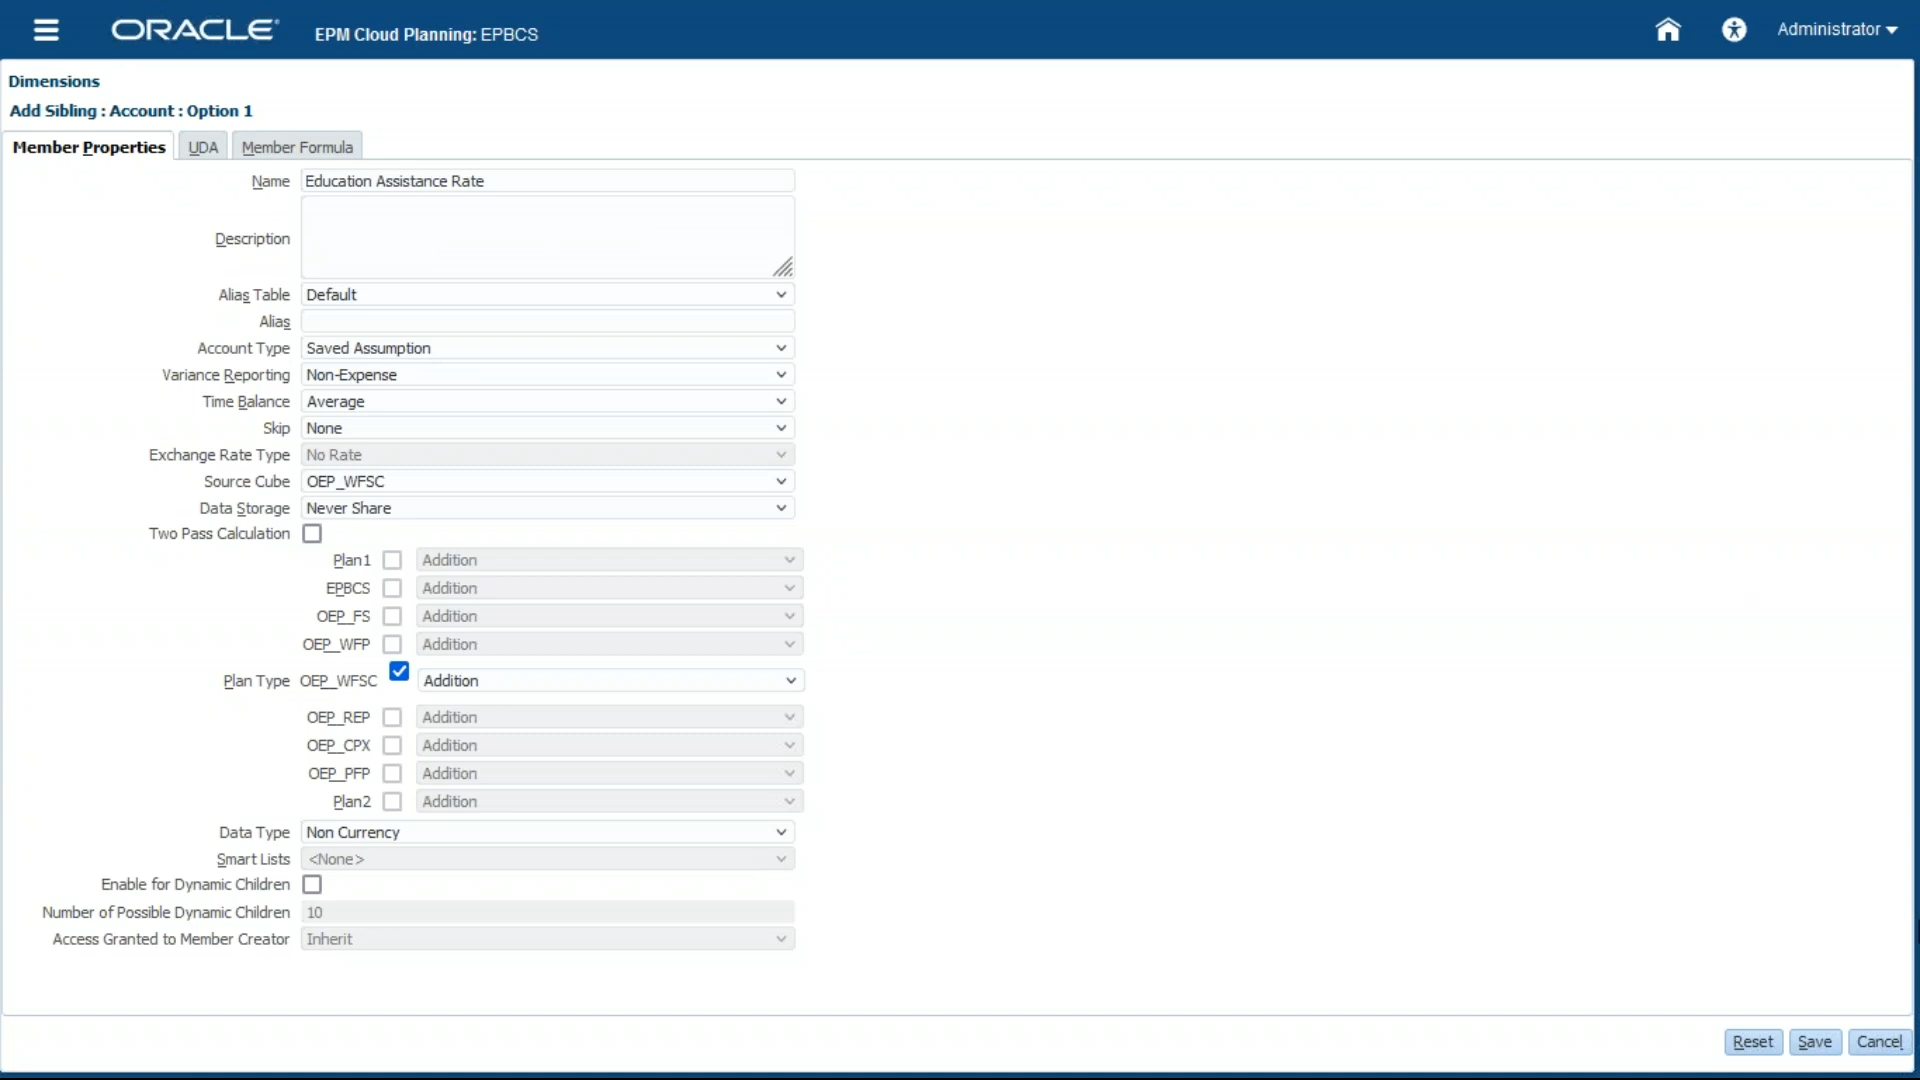 ORACLE EPM Cloud Planning: EPBCS Administrator
Dimensions
Add Sibling : Account : Option 1
Member Properties UDA Member Formula
Name Education Assistance Rate
Description
Alias Table Default
Alias
Account Type Saved Assumption
Variance Reporting Non-Expense
Time Balance Average
Skip None
Exchange Rate Type No Rate
Source Cube OEP_WFSC
Data Storage Never Share
Two Pass Calculation
Plan1 Addition
EPBCS Addition
OEP_FS Addition
OEP_WFP Addition
Plan Type OEP_WFSC Addition
OEP_REP Addition
OEP_CPX Addition
OEP_PFP Addition
Plan2 Addition
Data Type Non Currency
Smart Lists <None>
Enable for Dynamic Children
Number of Possible Dynamic Children 10
Access Granted to Member Creator Inherit
Reset Save Cancel